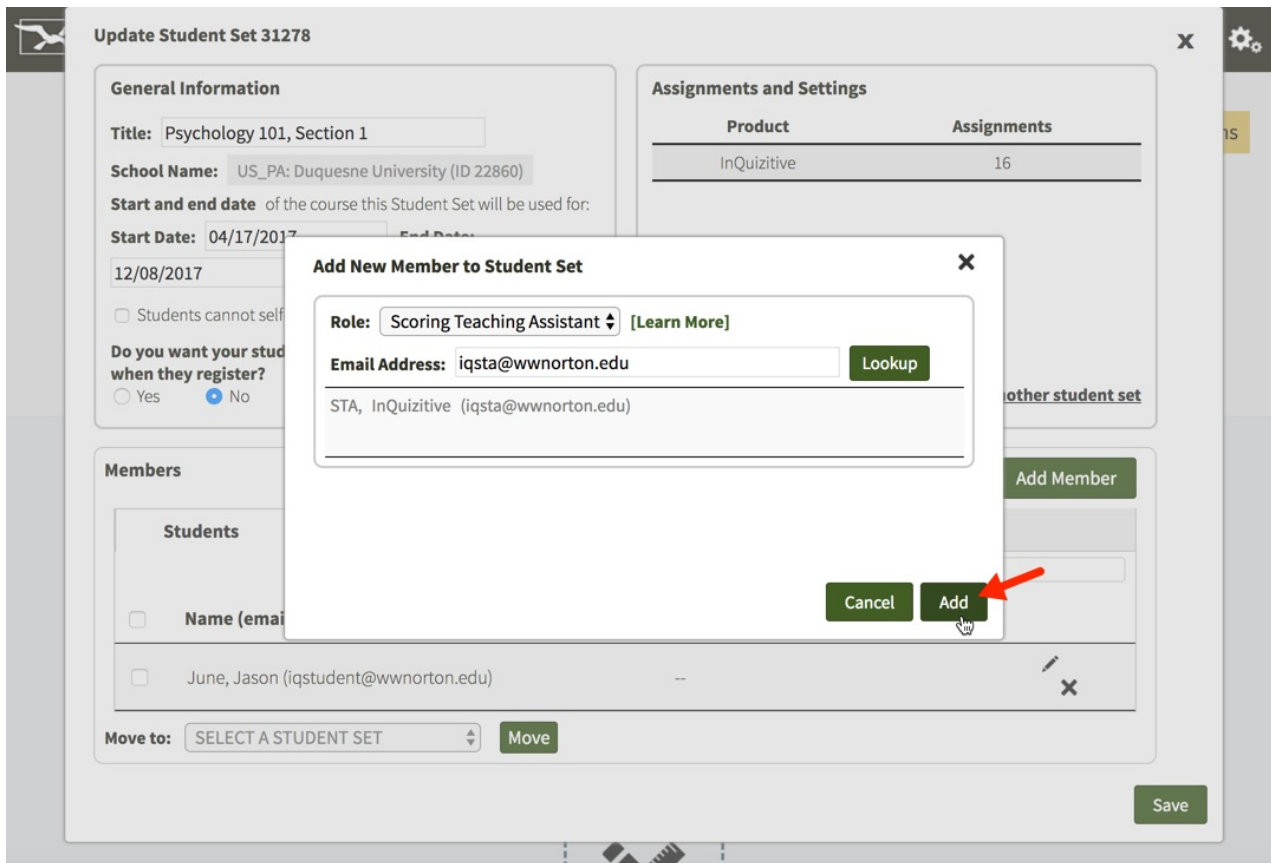 Update Student Set 31278
X
General Information
Title: Psychology 101, Section 1
School Name: US_PA: Duquesne University (ID 22860)
Start and end date of the course this Student Set will be used for:
Start Date: 04/17/2017 End Date:
12/08/2017
Students cannot self
Do you want your stud
when they register?
Yes No
Assignments and Settings
Product Assignments
InQuizitive 16
other student set
ns
Add New Member to Student Set
Role: Scoring Teaching Assistant [Learn More]
Email Address: iqsta@wwnorton.edu Lookup
STA, InQuizitive (iqsta@wwnorton.edu)
Cancel Add
Members
Add Member
Students
Name (emai
June, Jason (iqstudent@wwnorton.edu) --
Move to: SELECT A STUDENT SET Move
Save